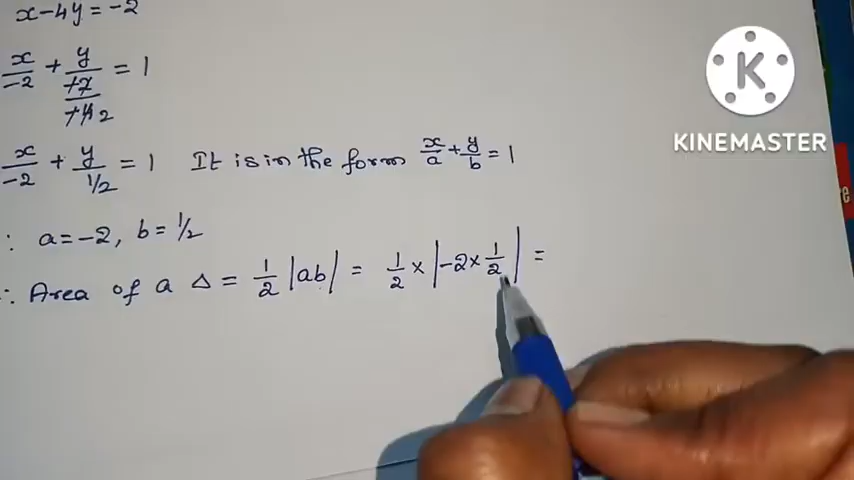 x-4y = -2
x/-2 + y/(+2/+4 2) = 1
x/-2 + y/1/2 = 1 It is in the form x/a + y/b = 1
∴ a=-2, b=1/2
∴ Area of a Δ = 1/2 |ab| = 1/2 × |-2×1/2| =
K
KINEMASTER